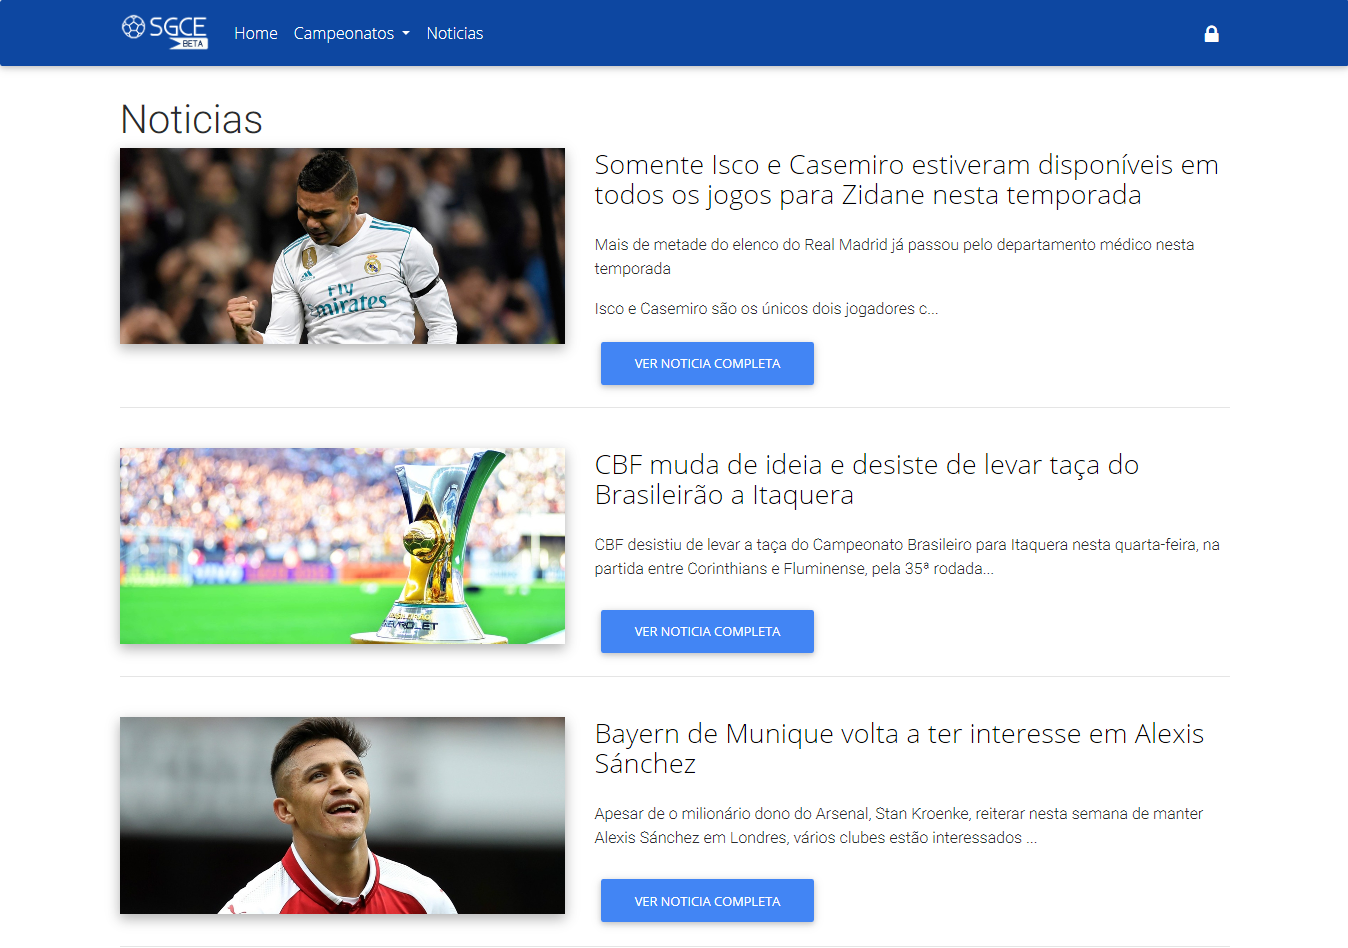 SGCE
BETA
Home
Campeonatos
Noticias
Noticias
Fly
Emirates
Somente Isco e Casemiro estiveram disponíveis em
todos os jogos para Zidane nesta temporada
Mais de metade do elenco do Real Madrid já passou pelo departamento médico nesta
temporada
Isco e Casemiro são os únicos dois jogadores c...
VER NOTICIA COMPLETA
CHEVROLET
CBF muda de ideia e desiste de levar taça do
Brasileirão a Itaquera
CBF desistiu de levar a taça do Campeonato Brasileiro para Itaquera nesta quarta-feira, na
partida entre Corinthians e Fluminense, pela 35ª rodada...
VER NOTICIA COMPLETA
Bayern de Munique volta a ter interesse em Alexis
Sánchez
Apesar de o milionário dono do Arsenal, Stan Kroenke, reiterar nesta semana de manter
Alexis Sánchez em Londres, vários clubes estão interessados ...
VER NOTICIA COMPLETA